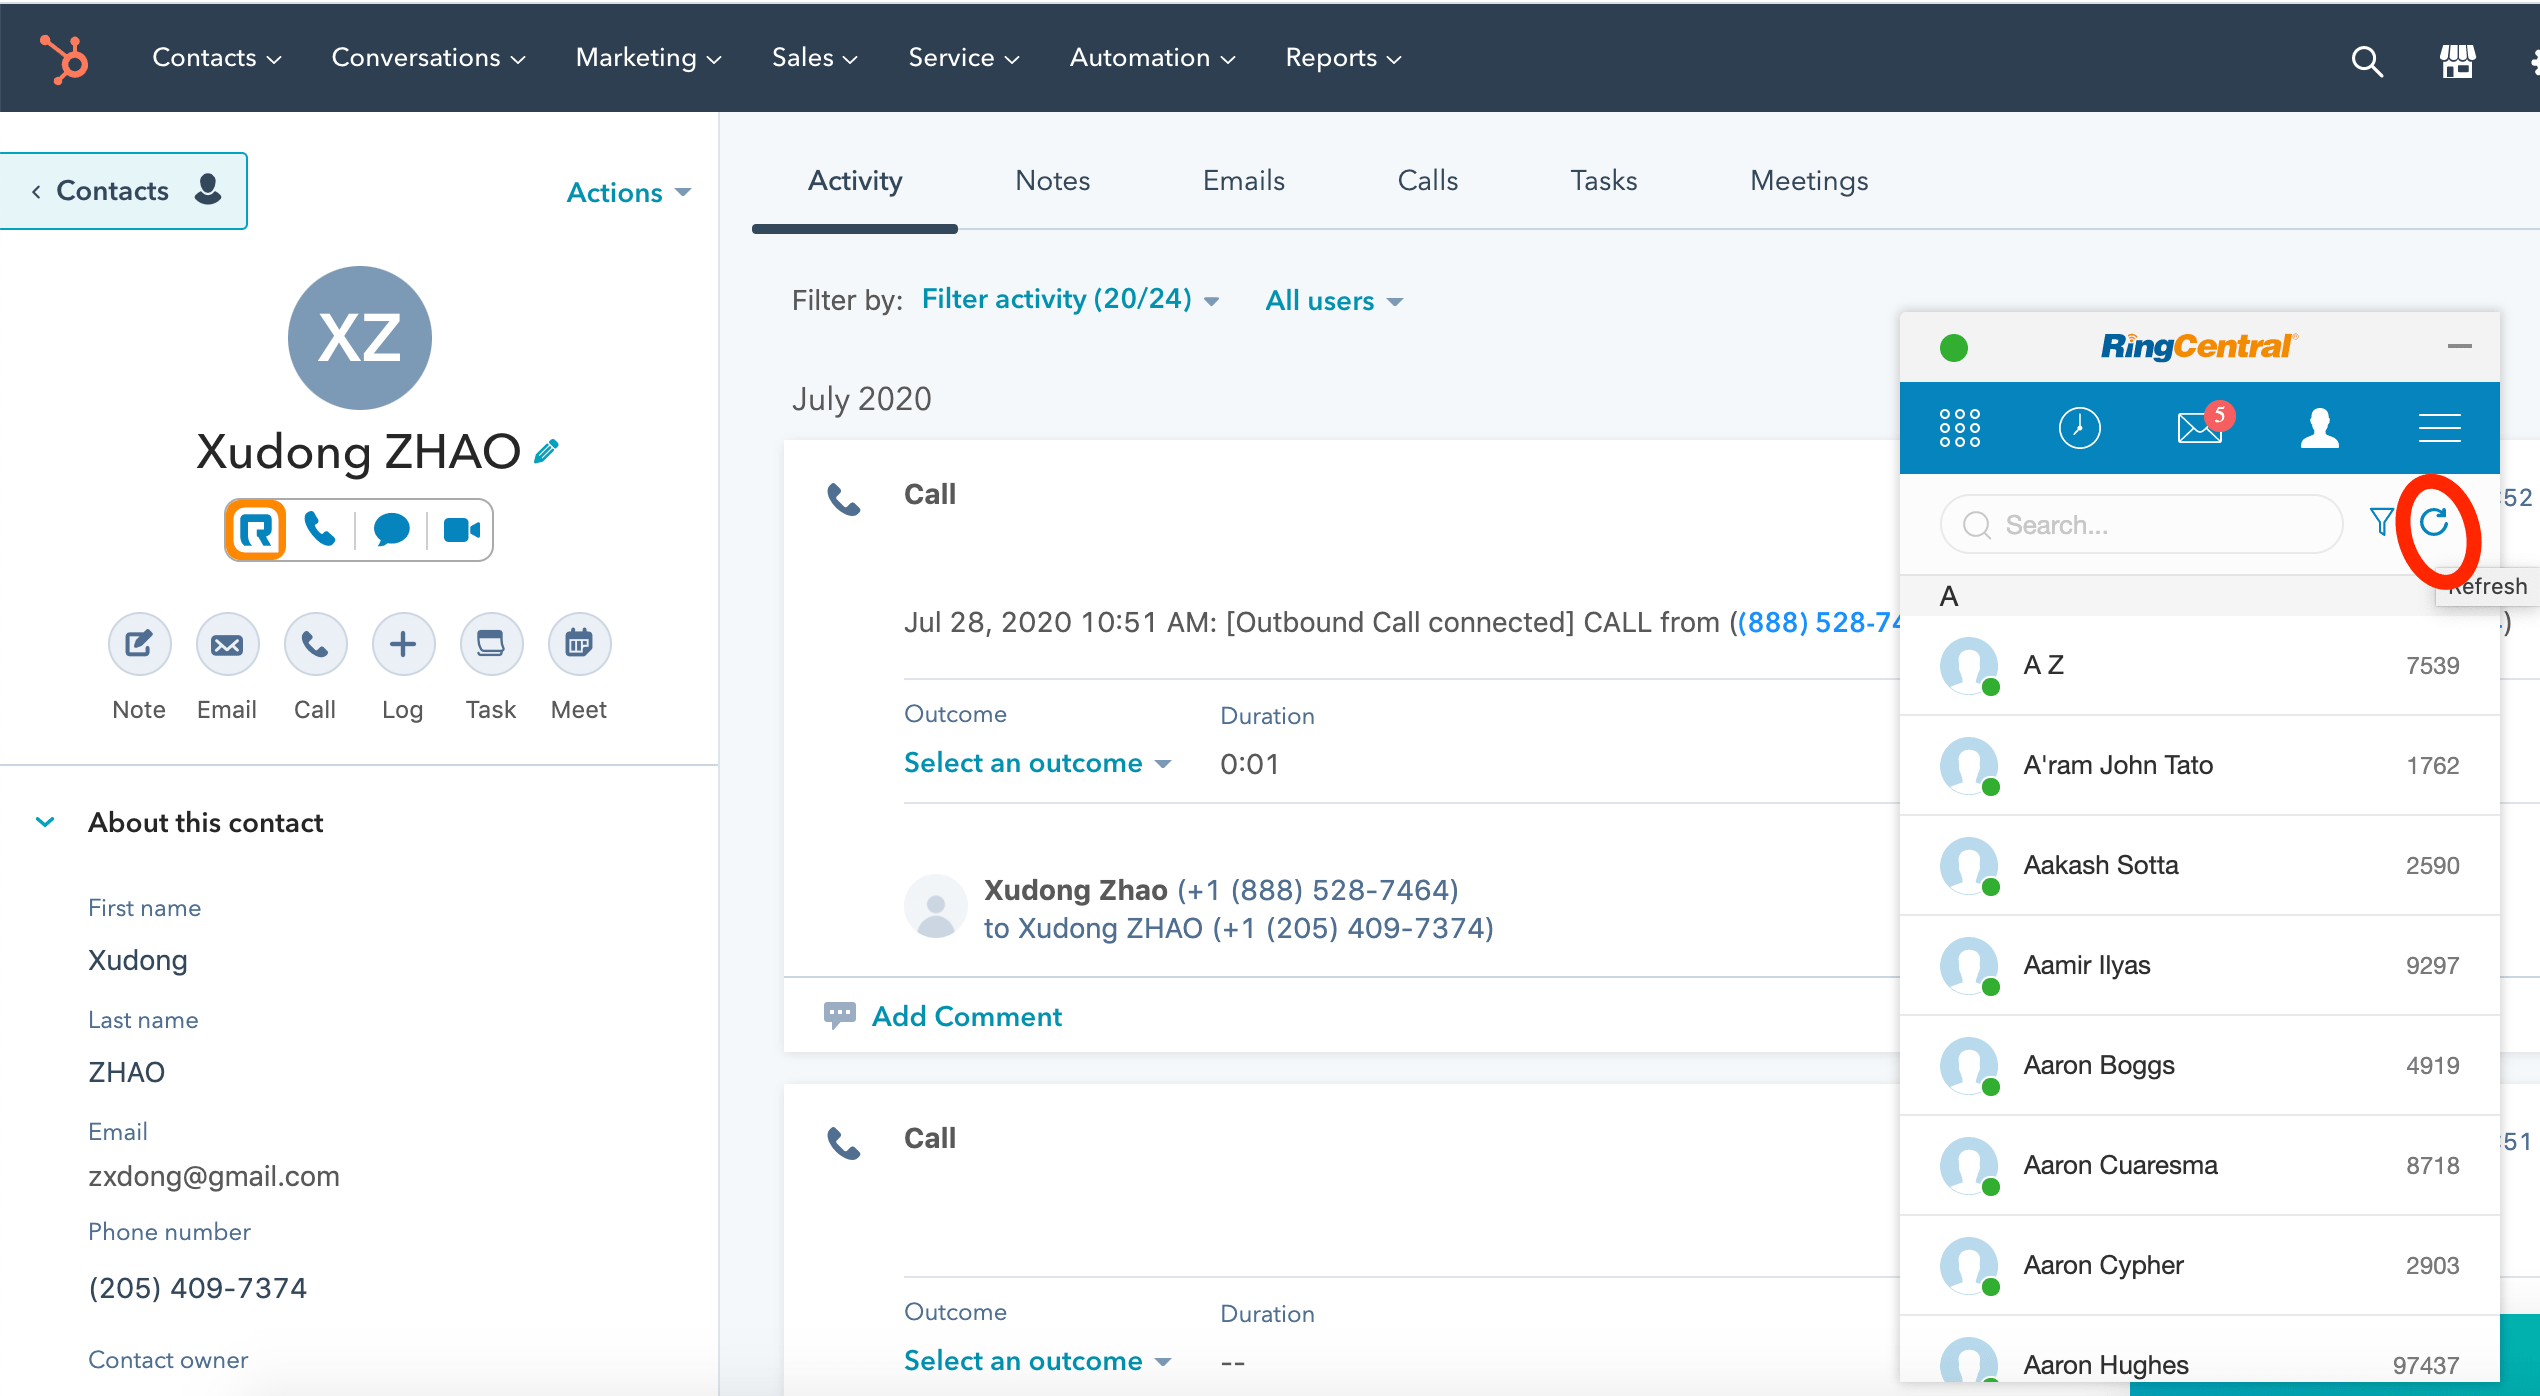 Contacts Conversations Marketing Sales Service Automation Reports
Contacts
Actions
XZ
Xudong ZHAO
Note Email Call Log Task Meet
About this contact
First name
Xudong
Last name
ZHAO
Email
zxdong@gmail.com
Phone number
(205) 409-7374
Contact owner
Activity Notes Emails Calls Tasks Meetings
Filter by: Filter activity (20/24) All users
July 2020
Call
:52
Jul 28, 2020 10:51 AM: [Outbound Call connected] CALL from ((888) 528-74
Outcome Duration
Select an outcome 0:01
Xudong Zhao (+1 (888) 528-7464)
to Xudong ZHAO (+1 (205) 409-7374)
Add Comment
Call
:51
Outcome Duration
Select an outcome --
RingCentral
5
Search...
Refresh
A
A Z 7539
A'ram John Tato 1762
Aakash Sotta 2590
Aamir Ilyas 9297
Aaron Boggs 4919
Aaron Cuaresma 8718
Aaron Cypher 2903
Aaron Hughes 97437